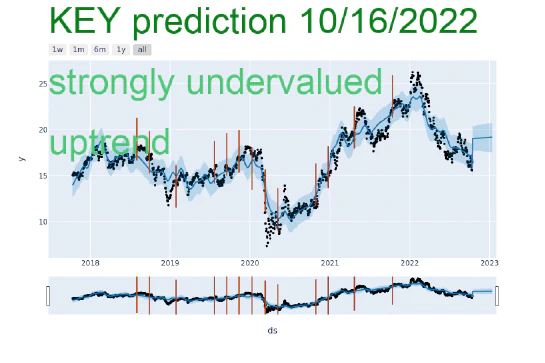 KEY prediction 10/16/2022
1w 1m 6m 1y all
strongly undervalued
uptrend
25
20
15
10
y
2018 2019 2020 2021 2022 2023
ds